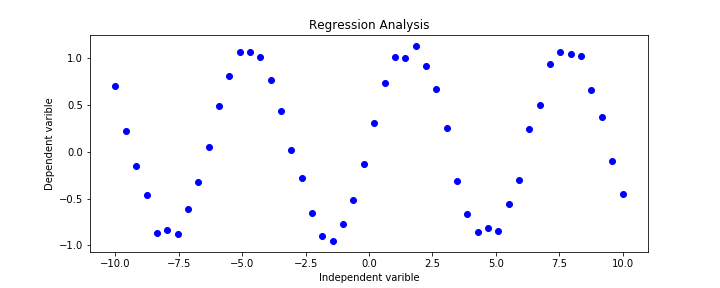 Regression Analysis
1.0
0.5
0.0
−0.5
−1.0
Dependent varible
−10.0 −7.5 −5.0 −2.5 0.0 2.5 5.0 7.5 10.0
Independent varible